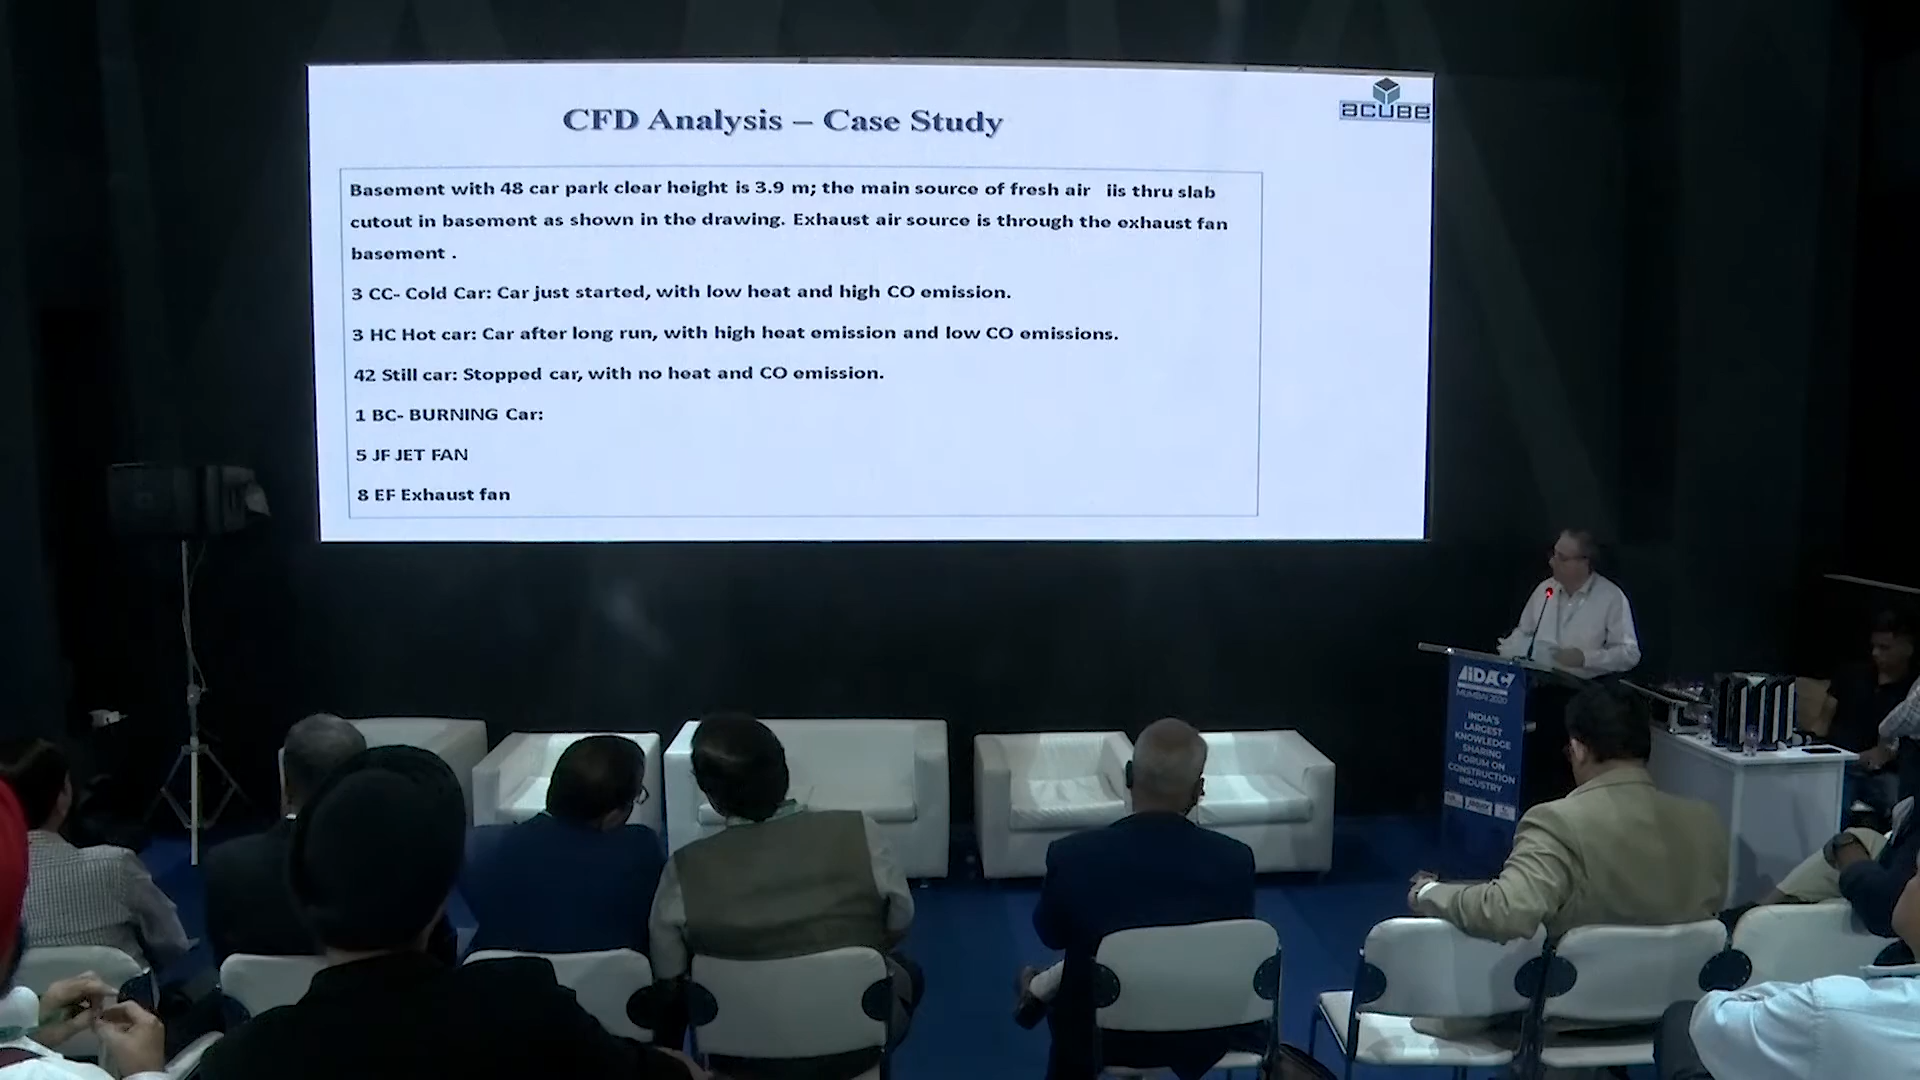 CFD Analysis – Case Study
acuBe
Basement with 48 car park clear height is 3.9 m; the main source of fresh air iis thru slab
cutout in basement as shown in the drawing. Exhaust air source is through the exhaust fan
basement .
3 CC- Cold Car: Car just started, with low heat and high CO emission.
3 HC Hot car: Car after long run, with high heat emission and low CO emissions.
42 Still car: Stopped car, with no heat and CO emission.
1 BC- BURNING Car:
5 JF JET FAN
8 EF Exhaust fan
IDAC
MUMBAI 2020
INDIA'S
LARGEST
KNOWLEDGE
SHARING
FORUM ON
CONSTRUCTION
INDUSTRY